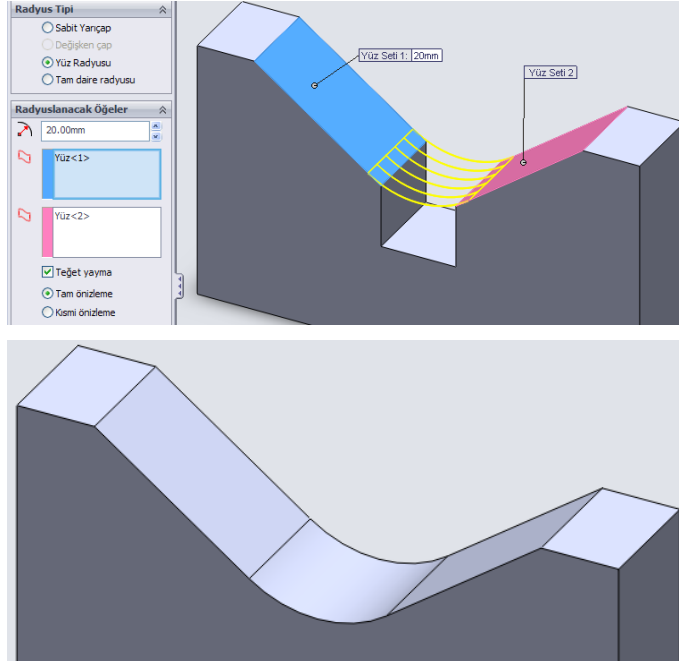 Radyus Tipi
Sabit Yarıçap
Değişken çap
Yüz Radyusu
Tam daire radyusu
Radyuslanacak Öğeler
20.00mm
Yüz<1>
Yüz<2>
Teğet yayma
Tam önizleme
Kısmi önizleme
Yüz Seti 1: 20mm
Yüz Seti 2